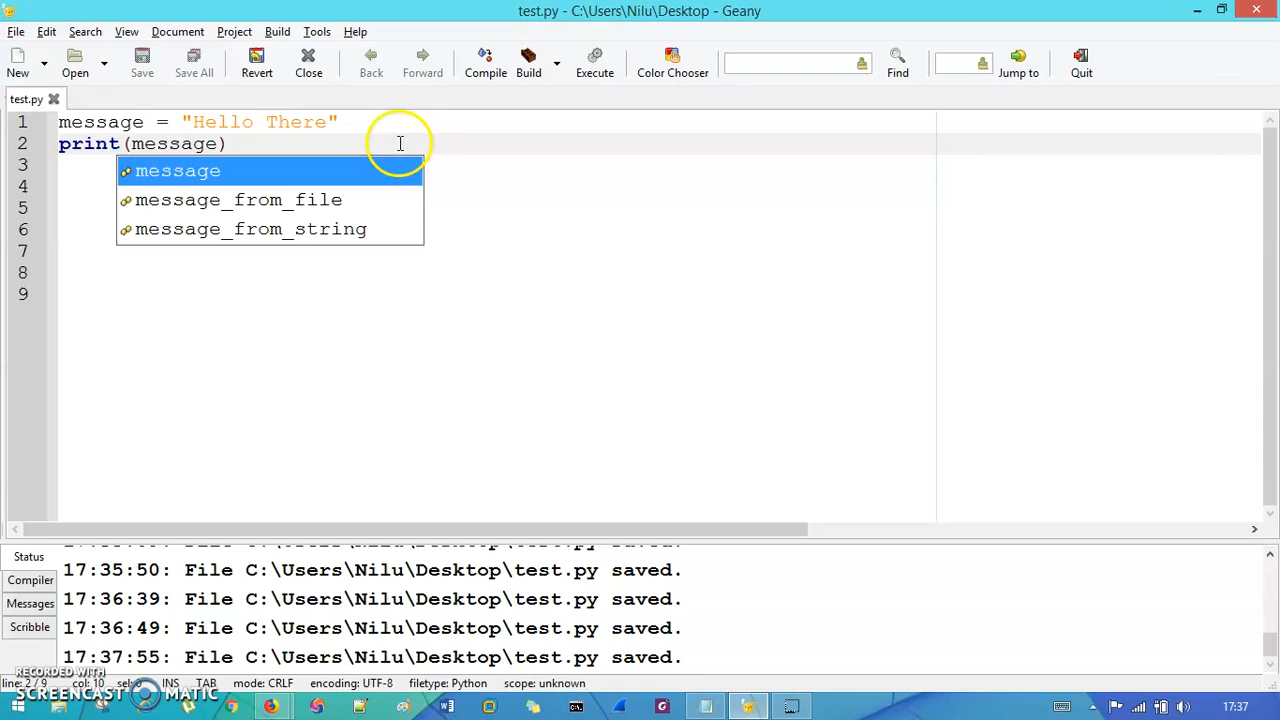 test.py - C:\Users\Nilu\Desktop - Geany
File Edit Search View Document Project Build Tools Help
New Open Save Save All Revert Close Back Forward Compile Build Execute Color Chooser Find Jump to Quit
test.py
1 message = "Hello There"
2 print(message)
3 message
4 message_from_file
5
6 message_from_string
7
8
9
Status
Compiler
Messages
Scribble
17:35:50: File C:\Users\Nilu\Desktop\test.py saved.
17:36:39: File C:\Users\Nilu\Desktop\test.py saved.
17:36:49: File C:\Users\Nilu\Desktop\test.py saved.
17:37:55: File C:\Users\Nilu\Desktop\test.py saved.
RECORDED WITH
SCREENCAST MATIC
line: 2 / 9 INS TAB mode: CRLF encoding: UTF-8 filetype: Python scope: unknown
17:37